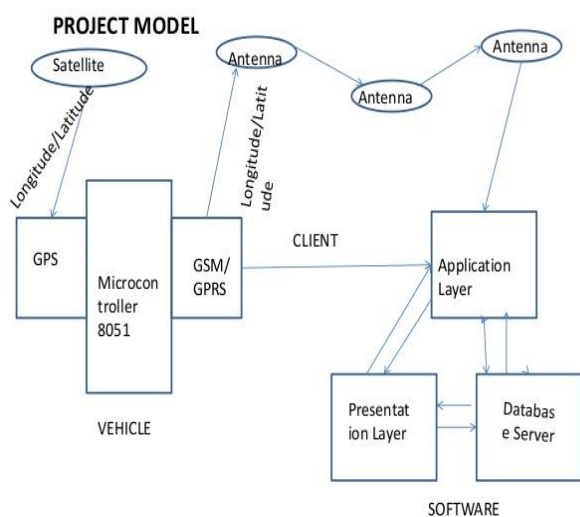 PROJECT MODEL
Satellite
Antenna
Antenna
Antenna
Longitude/Latitude
Longitude/Latit
ude
GPS
Microcon
troller
8051
GSM/
GPRS
CLIENT
Application
Layer
VEHICLE
Presentat
ion Layer
Databas
e Server
SOFTWARE